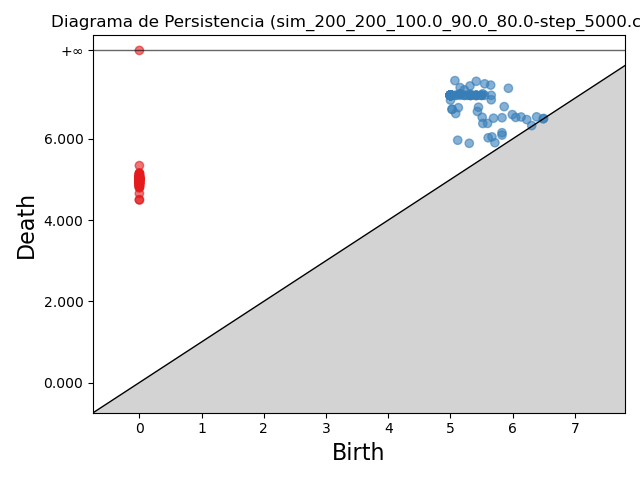 Diagrama de Persistencia (sim_200_200_100.0_90.0_80.0-step_5000.c
+∞
6.000
4.000
2.000
0.000
Death
0 1 2 3 4 5 6 7
Birth